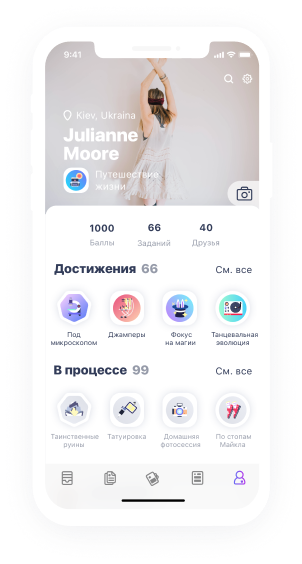 9:41
Kiev, Ukraina
Julianne
Moore
Путешествие
жизни
1000 66 40
Баллы Заданий Друзья
Достижения 66 См. все
Под
микроскопом
Джамперы
Фокус
на магии
Танцевальная
эволюция
В процессе 99 См. все
Таинственные
руины
Татуировка
Домашняя
фотосессия
По стопам
Майкла